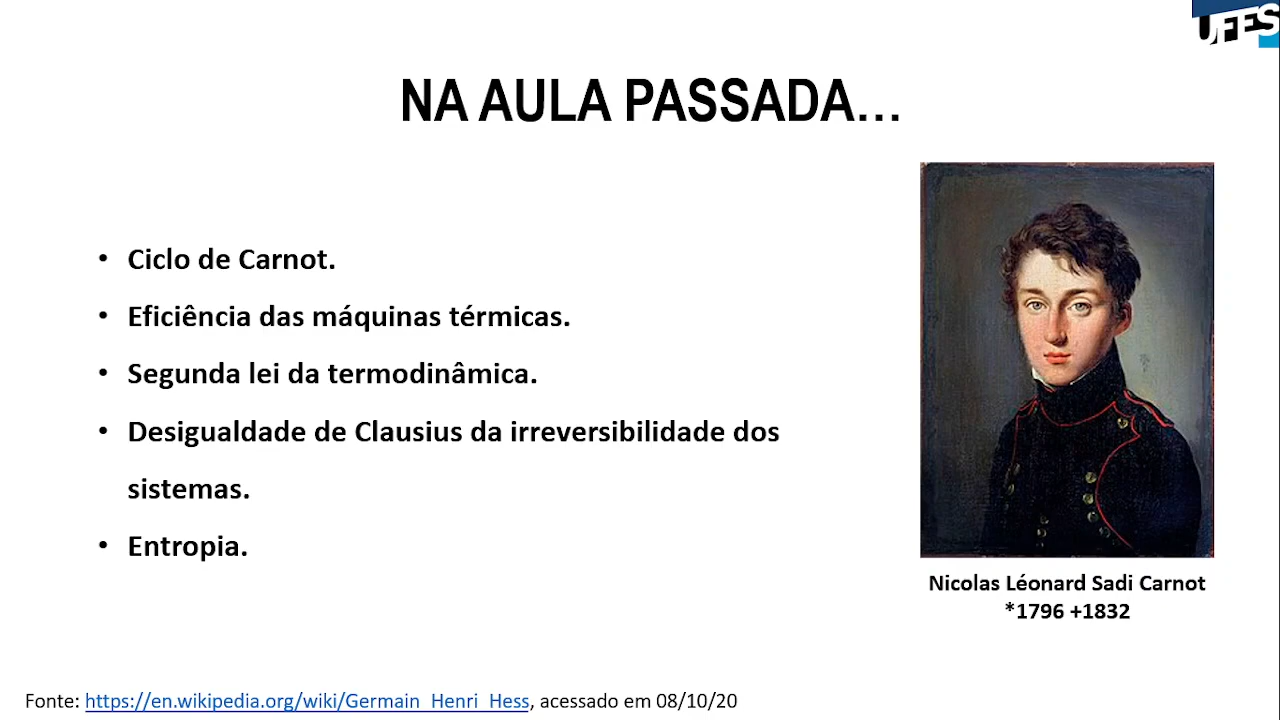 UFES
NA AULA PASSADA...
• Ciclo de Carnot.
• Eficiência das máquinas térmicas.
• Segunda lei da termodinâmica.
• Desigualdade de Clausius da irreversibilidade dos
sistemas.
• Entropia.
Nicolas Léonard Sadi Carnot
*1796 +1832
Fonte: https://en.wikipedia.org/wiki/Germain_Henri_Hess, acessado em 08/10/20